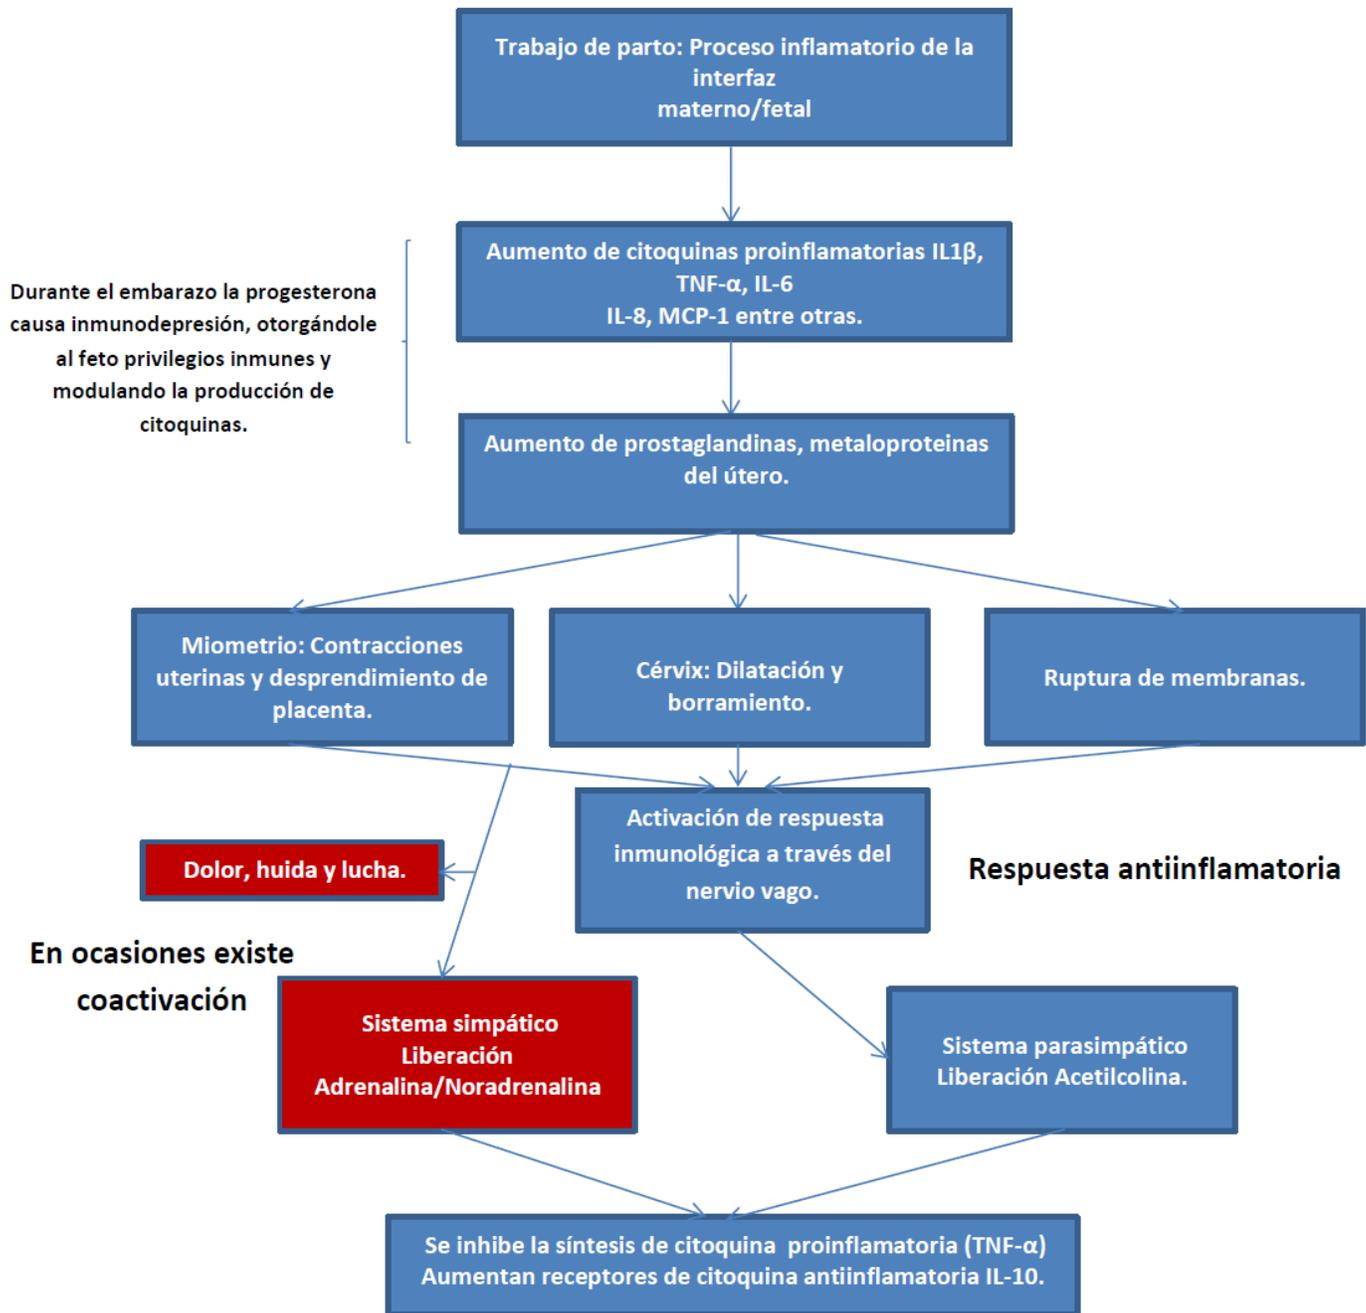 Trabajo de parto: Proceso inflamatorio de la
interfaz
materno/fetal
Aumento de citoquinas proinflamatorias IL1β,
TNF-α, IL-6
IL-8, MCP-1 entre otras.
Durante el embarazo la progesterona
causa inmunodepresión, otorgándole
al feto privilegios inmunes y
modulando la producción de
citoquinas.
Aumento de prostaglandinas, metaloproteinas
del útero.
Miometrio: Contracciones
uterinas y desprendimiento de
placenta.
Cérvix: Dilatación y
borramiento.
Ruptura de membranas.
Activación de respuesta
inmunológica a través del
nervio vago.
Respuesta antiinflamatoria
Dolor, huida y lucha.
En ocasiones existe
coactivación
Sistema simpático
Liberación
Adrenalina/Noradrenalina
Sistema parasimpático
Liberación Acetilcolina.
Se inhibe la síntesis de citoquina proinflamatoria (TNF-α)
Aumentan receptores de citoquina antiinflamatoria IL-10.